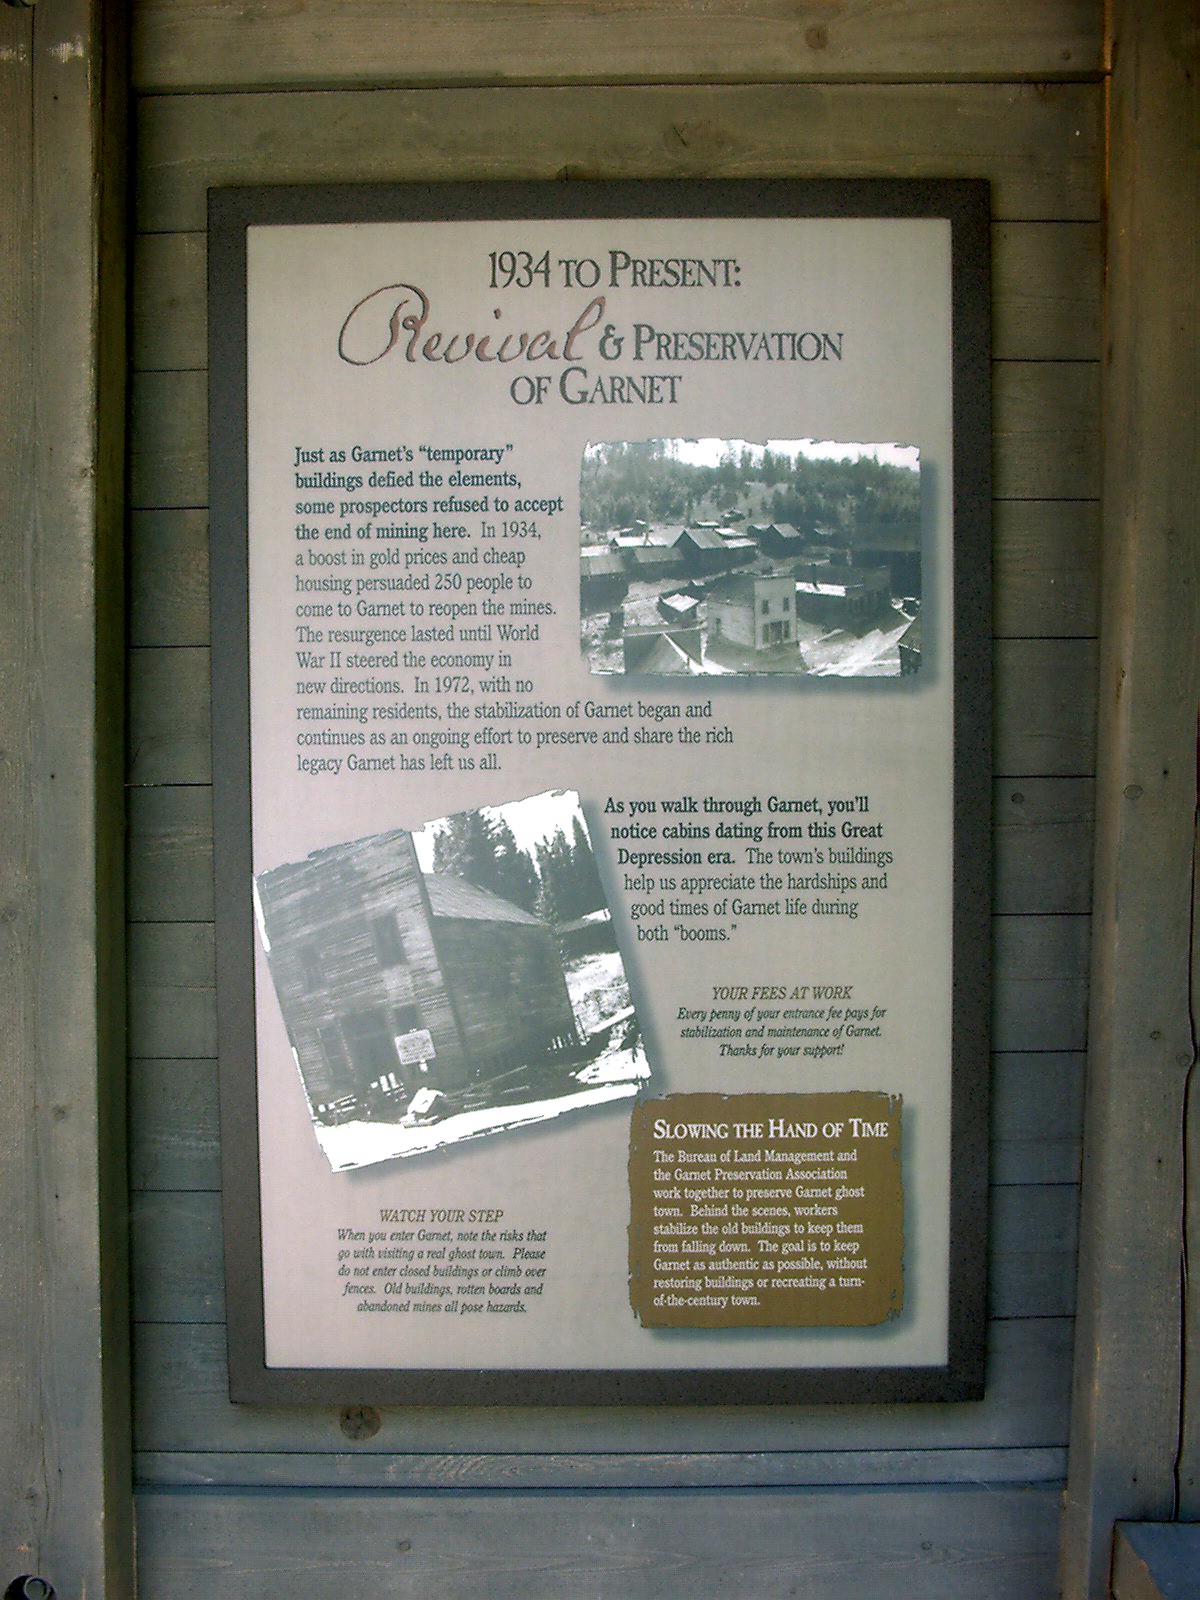 1934 TO PRESENT:
Revival & PRESERVATION
OF GARNET
Just as Garnet's "temporary"
buildings defied the elements,
some prospectors refused to accept
the end of mining here. In 1934,
a boost in gold prices and cheap
housing persuaded 250 people to
come to Garnet to reopen the mines.
The resurgence lasted until World
War II steered the economy in
new directions. In 1972, with no
remaining residents, the stabilization of Garnet began and
continues as an ongoing effort to preserve and share the rich
legacy Garnet has left us all.
As you walk through Garnet, you'll
notice cabins dating from this Great
Depression era. The town's buildings
help us appreciate the hardships and
good times of Garnet life during
both "booms."
YOUR FEES AT WORK
Every penny of your entrance fee pays for
stabilization and maintenance of Garnet.
Thanks for your support!
SLOWING THE HAND OF TIME
The Bureau of Land Management and
the Garnet Preservation Association
work together to preserve Garnet ghost
town. Behind the scenes, workers
stabilize the old buildings to keep them
from falling down. The goal is to keep
Garnet as authentic as possible, without
restoring buildings or recreating a turn-
of-the-century town.
WATCH YOUR STEP
When you enter Garnet, note the risks that
go with visiting a real ghost town. Please
do not enter closed buildings or climb over
fences. Old buildings, rotten boards and
abandoned mines all pose hazards.